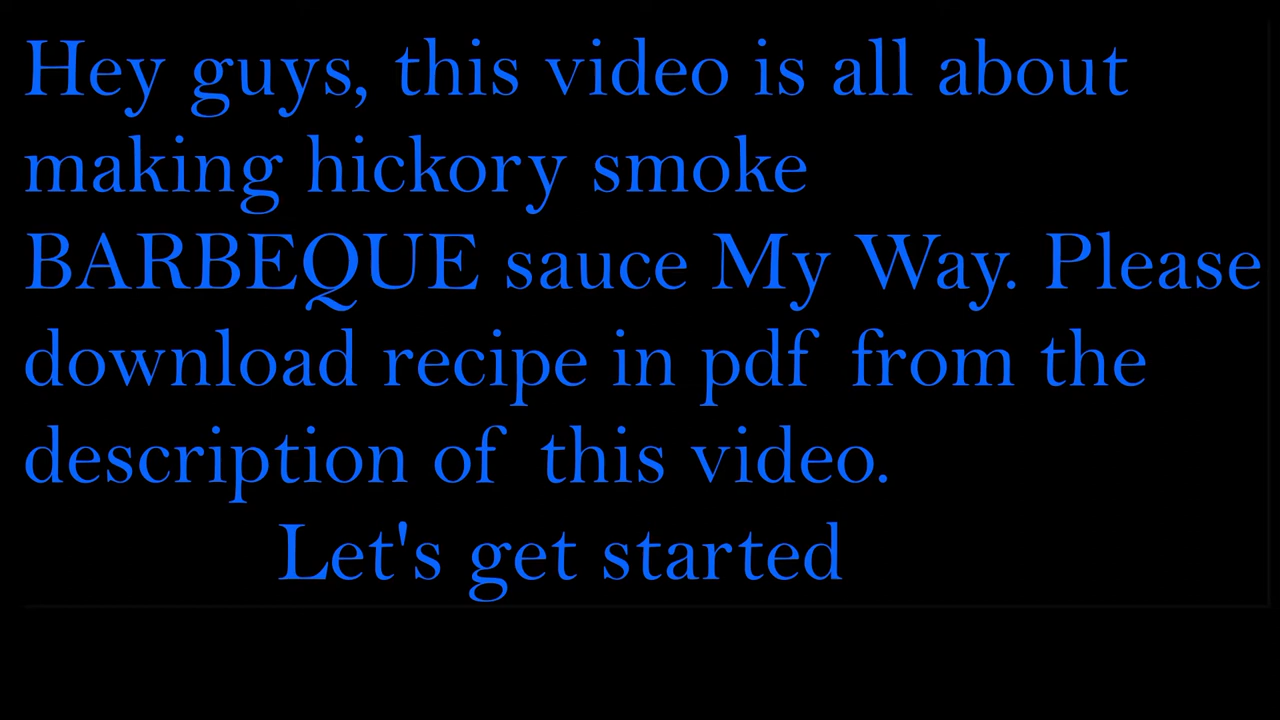 Hey guys, this video is all about
making hickory smoke
BARBEQUE sauce My Way. Please
download recipe in pdf from the
description of this video.
Let's get started